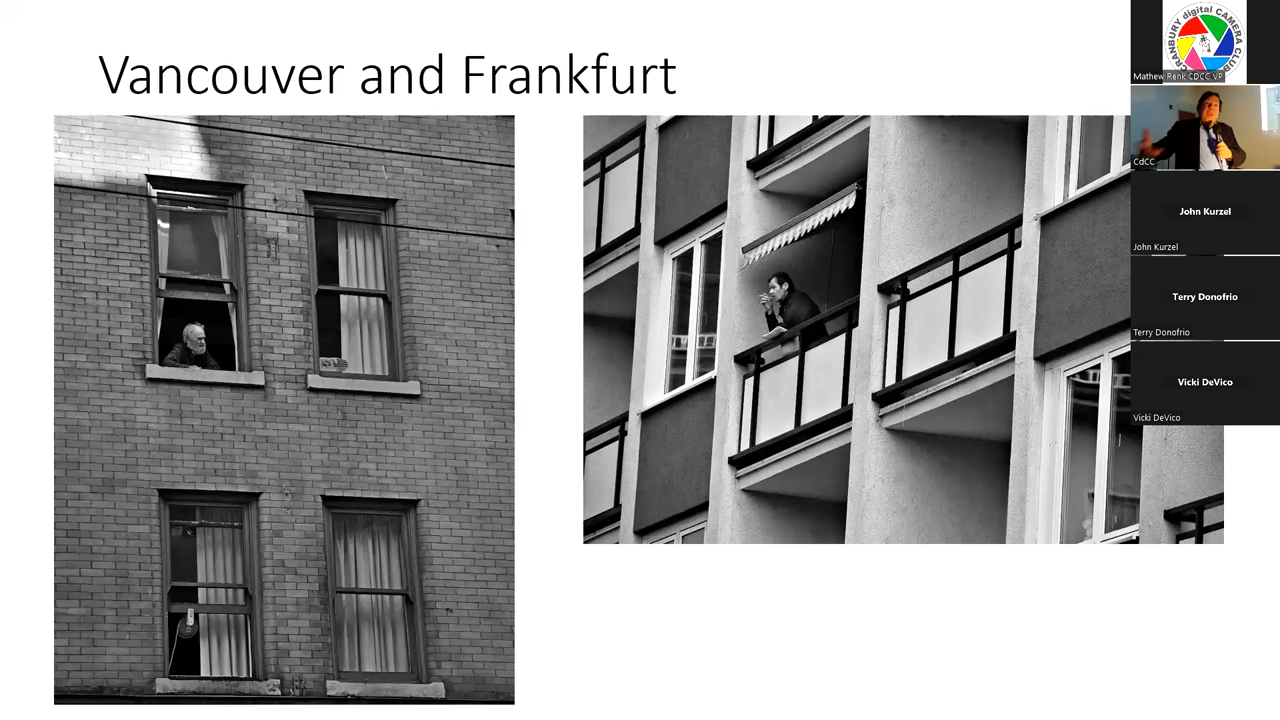 Vancouver and Frankfurt
CRANBURY digital CAMERA CLUB
Mathew Renk CDCC VP
CdCC
John Kurzel
John Kurzel
Terry Donofrio
Terry Donofrio
Vicki DeVico
Vicki DeVico